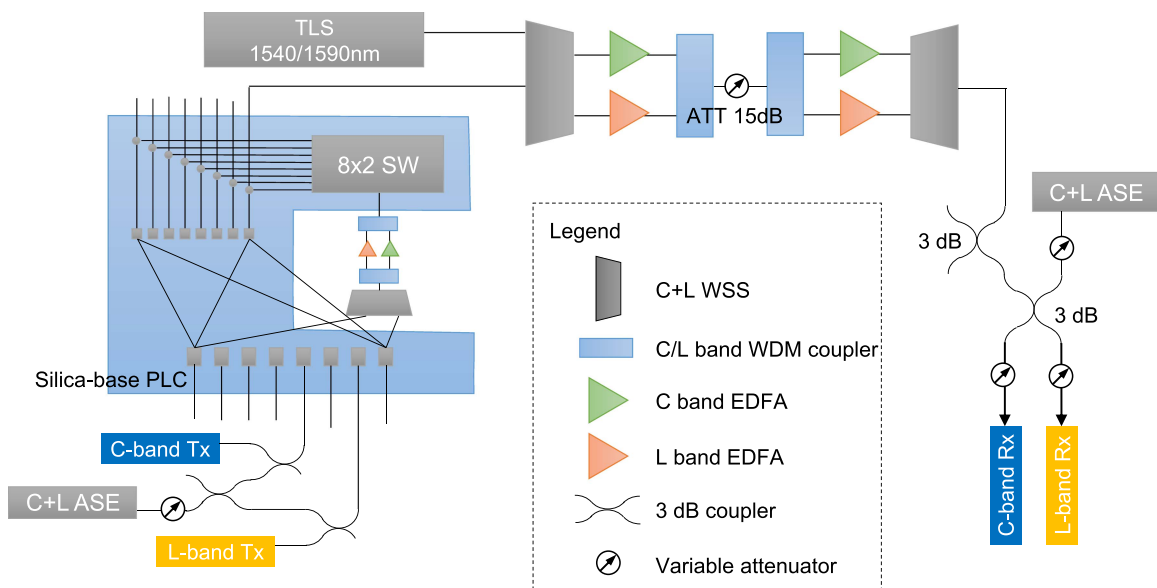 TLS
1540/1590nm
ATT 15dB
8x2 SW
C+L ASE
3 dB
3 dB
Legend
C+L WSS
C/L band WDM coupler
C band EDFA
L band EDFA
3 dB coupler
Variable attenuator
Silica-base PLC
C-band Tx
C+L ASE
L-band Tx
C-band Rx
L-band Rx